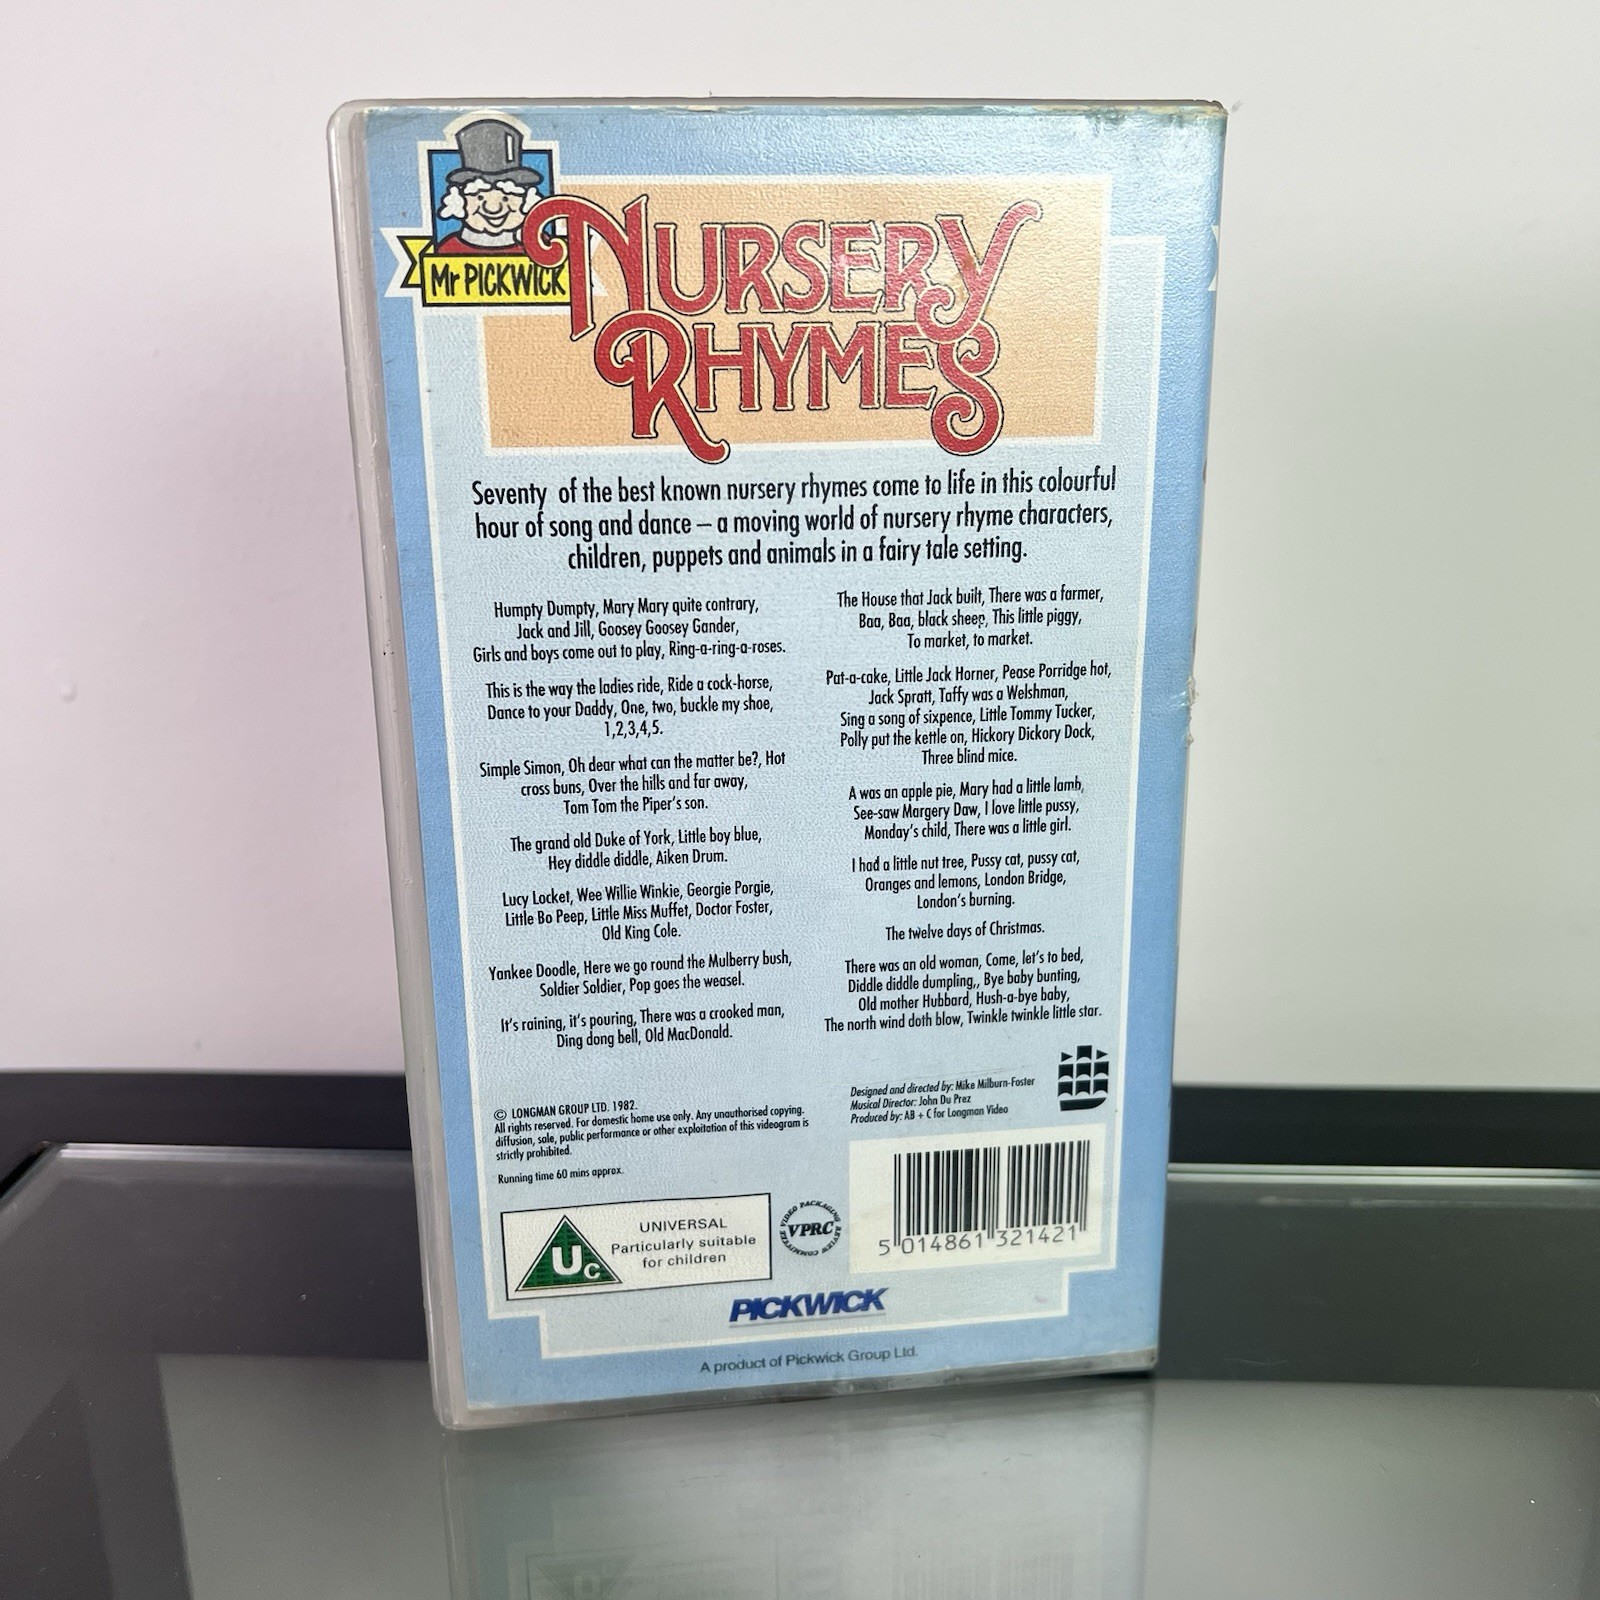 Mr PICKWICK
NURSERY
RHYMES
Seventy of the best known nursery rhymes come to life in this colourful
hour of song and dance – a moving world of nursery rhyme characters,
children, puppets and animals in a fairy tale setting.
Humpty Dumpty, Mary Mary quite contrary,
Jack and Jill, Goosey Goosey Gander,
Girls and boys come out to play, Ring-a-ring-a-roses.
This is the way the ladies ride, Ride a cock-horse,
Dance to your Daddy, One, two, buckle my shoe,
1,2,3,4,5.
Simple Simon, Oh dear what can the matter be?, Hot
cross buns, Over the hills and far away,
Tom Tom the Piper's son.
The grand old Duke of York, Little boy blue,
Hey diddle diddle, Aiken Drum.
Lucy Locket, Wee Willie Winkie, Georgie Porgie,
Little Bo Peep, Little Miss Muffet, Doctor Foster,
Old King Cole.
Yankee Doodle, Here we go round the Mulberry bush,
Soldier Soldier, Pop goes the weasel.
It's raining, it's pouring, There was a crooked man,
Ding dong bell, Old MacDonald.
The House that Jack built, There was a farmer,
Baa, Baa, black sheep, This little piggy,
To market, to market.
Pat-a-cake, Little Jack Horner, Pease Porridge hot,
Jack Spratt, Taffy was a Welshman,
Sing a song of sixpence, Little Tommy Tucker,
Polly put the kettle on, Hickory Dickory Dock,
Three blind mice.
A was an apple pie, Mary had a little lamb,
See-saw Margery Daw, I love little pussy,
Monday's child, There was a little girl.
I had a little nut tree, Pussy cat, pussy cat,
Oranges and lemons, London Bridge,
London's burning.
The twelve days of Christmas.
There was an old woman, Come, let's to bed,
Diddle diddle dumpling,, Bye baby bunting,
Old mother Hubbard, Hush-a-bye baby,
The north wind doth blow, Twinkle twinkle little star.
© LONGMAN GROUP LTD. 1982.
All rights reserved. For domestic home use only. Any unauthorised copying.
diffusion, sale, public performance or other exploitation of this videogram is
strictly prohibited.
Running time 60 mins approx.
Designed and directed by: Mike Milburn-Foster
Musical Director: John Du Prez
Produced by: AB + C for Longman Video
Uc
UNIVERSAL
Particularly suitable
for children
VIDEO PACKAGING REVIEW COMMITTEE
VPRC
5 014861 321421
PICKWICK
A product of Pickwick Group Ltd.